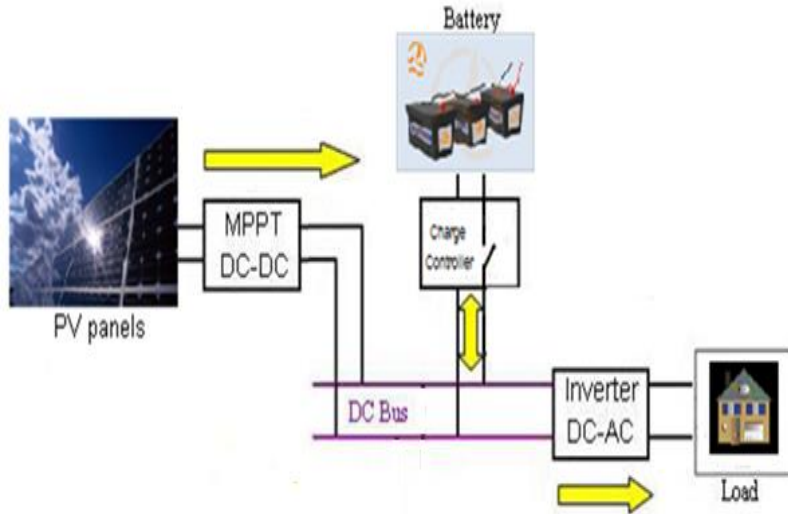 Battery
MPPT
DC-DC
Charge
Controller
PV panels
DC Bus
Inverter
DC-AC
Load